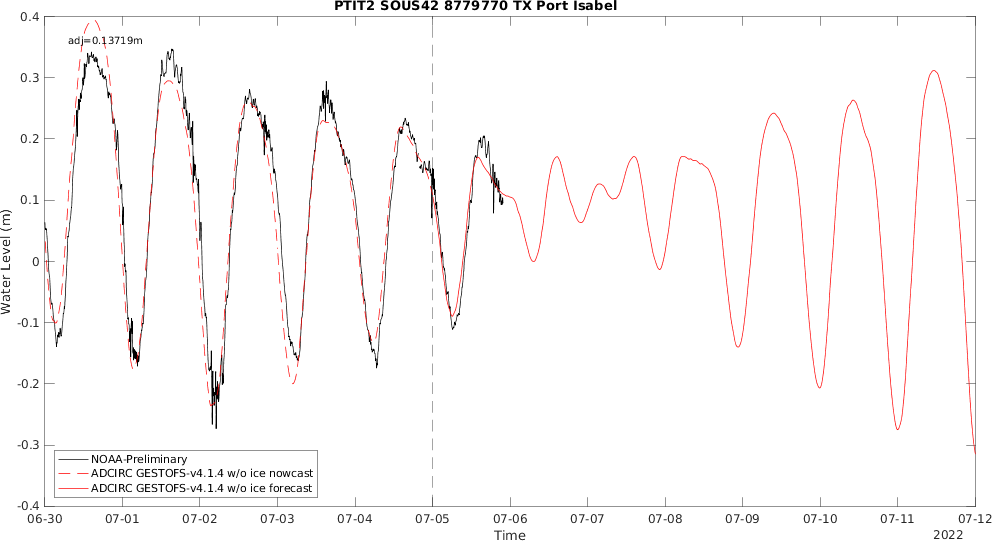 PTIT2 SOUS42 8779770 TX Port Isabel
adj=0.13719m
0.4
0.3
0.2
0.1
0
-0.1
-0.2
-0.3
-0.4
Water Level (m)
NOAA-Preliminary
ADCIRC GESTOFS-v4.1.4 w/o ice nowcast
ADCIRC GESTOFS-v4.1.4 w/o ice forecast
06-30 07-01 07-02 07-03 07-04 07-05 07-06 07-07 07-08 07-09 07-10 07-11 07-12
Time
2022